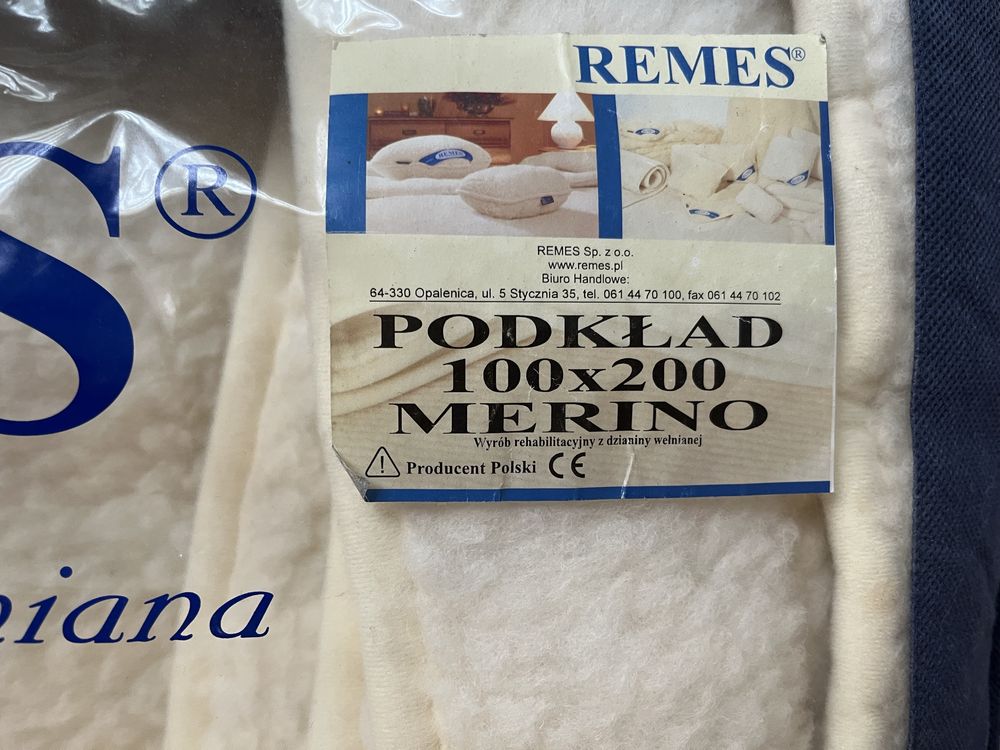 REMES®
REMES Sp. z o.o.
www.remes.pl
Biuro Handlowe:
64-330 Opalenica, ul. 5 Stycznia 35, tel. 061 44 70 100, fax 061 44 70 102
PODKŁAD
100x200
MERINO
Wyrób rehabilitacyjny z dzianiny wełnianej
Producent Polski CE
S®
niana
REMES